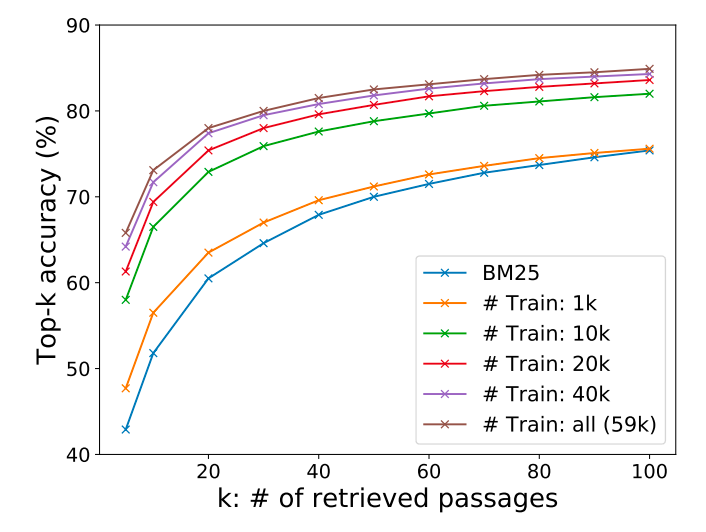 90
80
70
60
50
40
Top-k accuracy (%)
BM25
# Train: 1k
# Train: 10k
# Train: 20k
# Train: 40k
# Train: all (59k)
20 40 60 80 100
k: # of retrieved passages